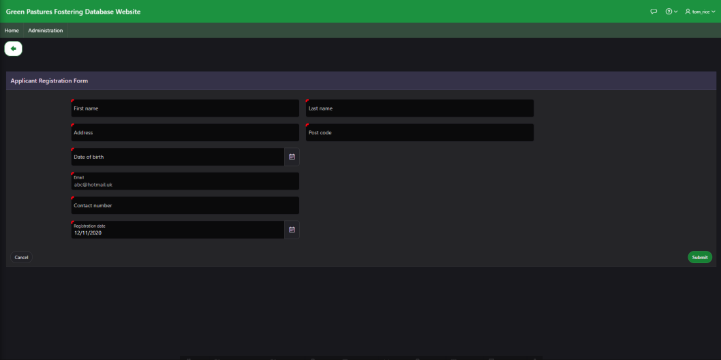 Green Pastures Fostering Database Website
tom_rice
Home Administration
Applicant Registration Form
First name Last name
Address Post code
Date of birth
Email
abc@hotmail.uk
Contact number
Registration date
12/11/2020
Cancel Submit